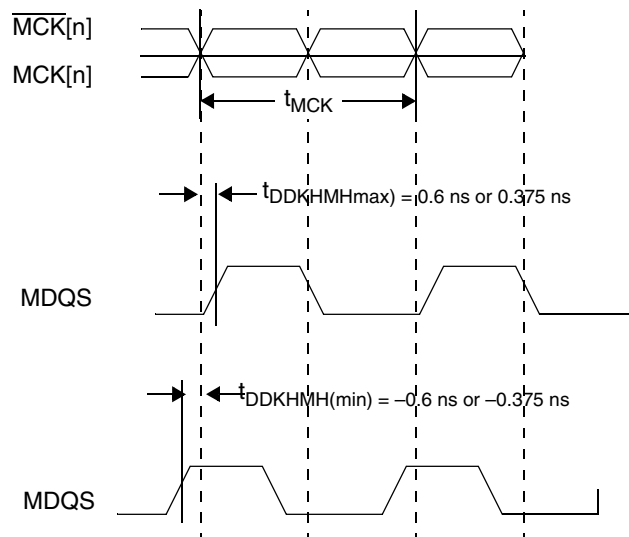 MCK[n]
MCK[n]
tMCK
tDDKHMHmax) = 0.6 ns or 0.375 ns
MDQS
tDDKHMH(min) = –0.6 ns or –0.375 ns
MDQS